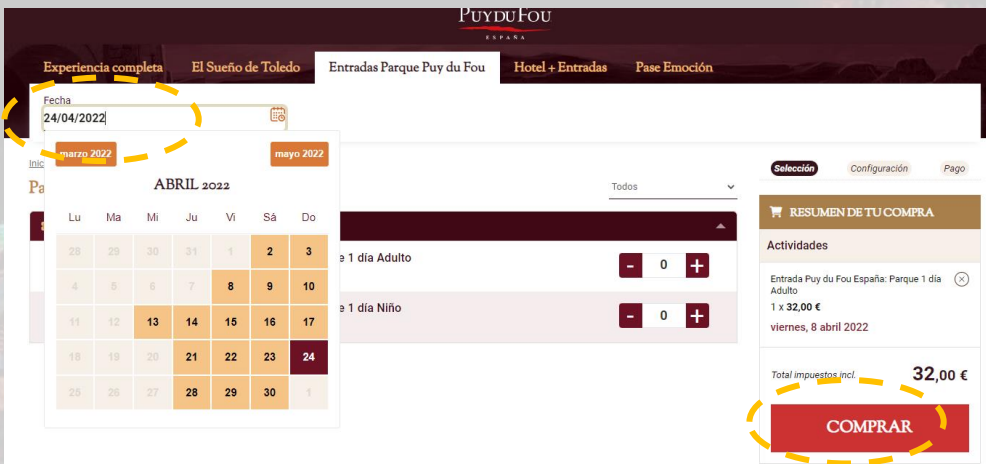 PUY DU FOU
ESPAÑA
Experiencia completa El Sueño de Toledo Entradas Parque Puy du Fou Hotel + Entradas Pase Emoción
Fecha
24/04/2022
marzo 2022 mayo 2022
ABRIL 2022
Lu Ma Mi Ju Vi Sá Do
28 29 30 31 1 2 3
4 5 6 7 8 9 10
11 12 13 14 15 16 17
18 19 20 21 22 23 24
25 26 27 28 29 30 1
Todos
e 1 día Adulto
- 0 +
e 1 día Niño
- 0 +
Selección Configuración Pago
RESUMEN DE TU COMPRA
Actividades
Entrada Puy du Fou España: Parque 1 día
Adulto
1 x 32,00 €
viernes, 8 abril 2022
Total impuestos incl. 32,00 €
COMPRAR